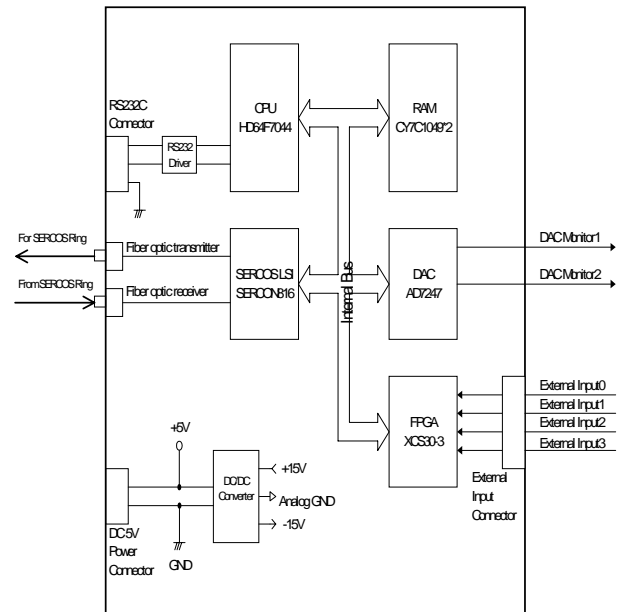 RS232C
Connector
CPU
HD64F7044
RAM
CY7C1049*2
RS232
Driver
For SERCOS Ring
Fiber optic transmitter
From SERCOS Ring
Fiber optic receiver
SERCOS LSI
SERCON816
Internal Bus
DAC
AD7247
DAC Monitor1
DAC Monitor2
FPGA
XCS30-3
External Input0
External Input1
External Input2
External Input3
External
Input
Connector
+5V
DC/DC
Converter
+15V
Analog GND
-15V
DC 5V
Power
Connector
GND